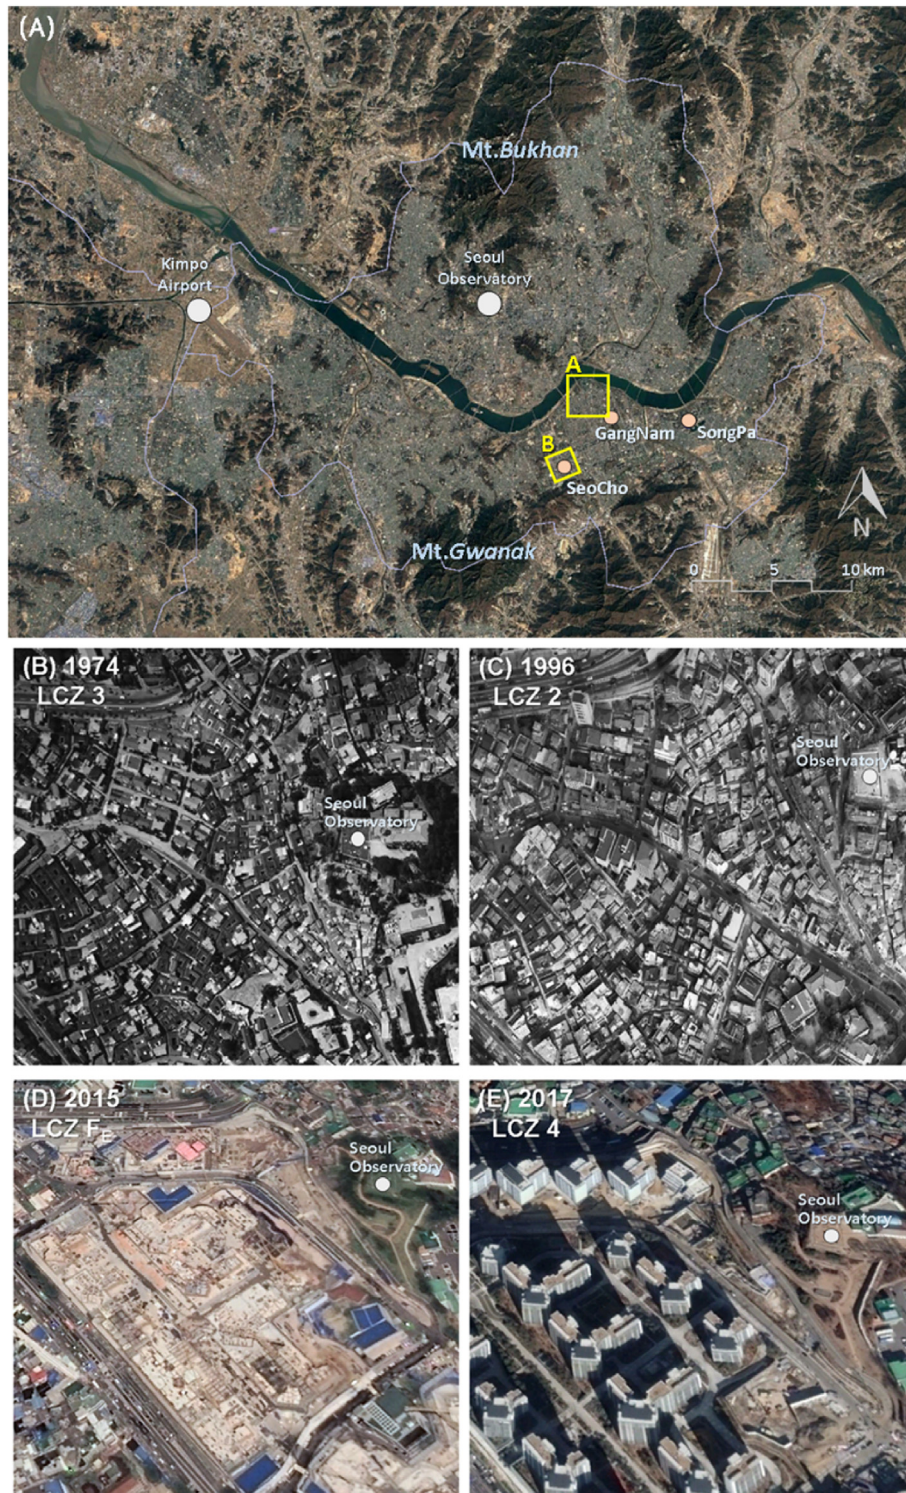 (A)
Mt.Bukhan
Kimpo
Airport
Seoul
Observatory
A
GangNam
SongPa
B
SeoCho
N
Mt.Gwanak
0 5 10 km
(B) 1974
LCZ 3
Seoul
Observatory
(C) 1996
LCZ 2
Seoul
Observatory
(D) 2015
LCZ FE
Seoul
Observatory
(E) 2017
LCZ 4
Seoul
Observatory